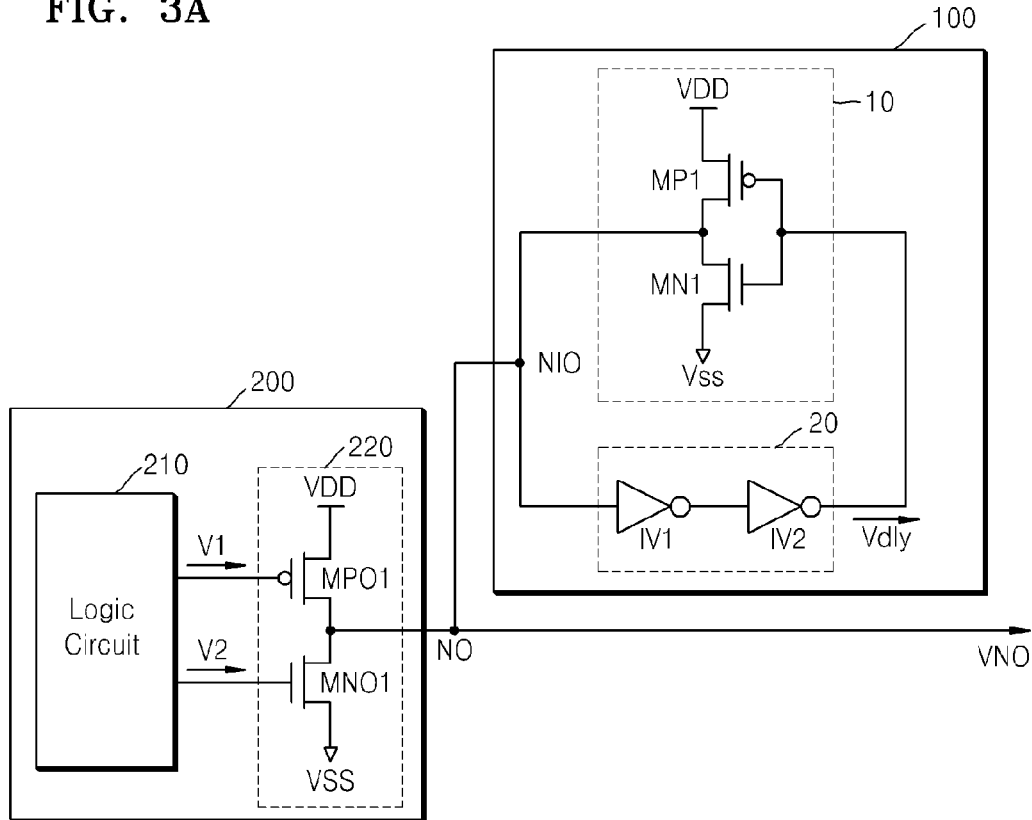 FIG. 3A
100
VDD
10
MP1
MN1
Vss
NIO
20
IV1
IV2
Vdly
200
210
220
VDD
V1
MPO1
Logic
Circuit
V2
MNO1
VSS
NO
VNO